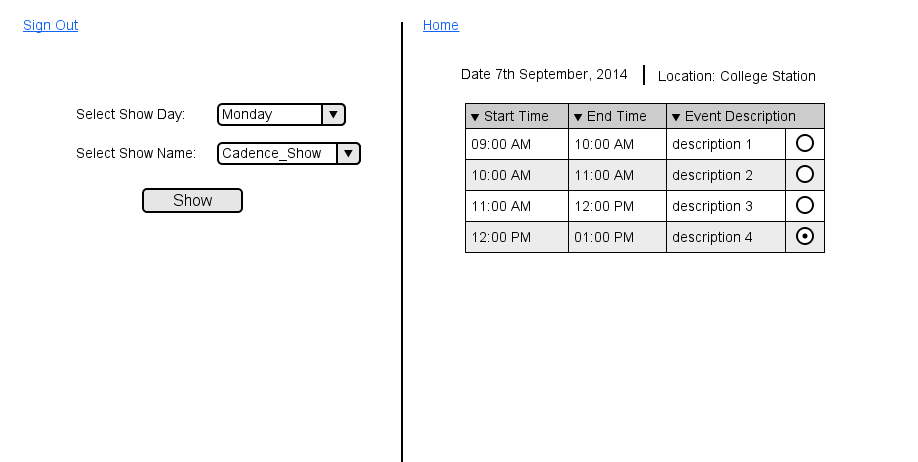 Sign Out
Select Show Day: Monday
Select Show Name: Cadence_Show
Show
Home
Date 7th September, 2014 Location: College Station
Start Time End Time Event Description
09:00 AM 10:00 AM description 1
10:00 AM 11:00 AM description 2
11:00 AM 12:00 PM description 3
12:00 PM 01:00 PM description 4